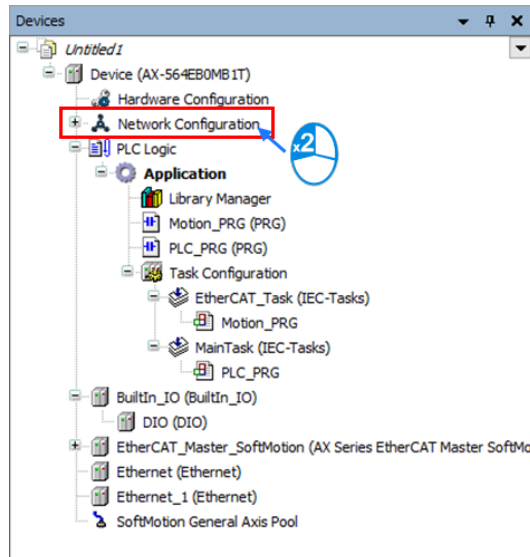 Devices
Untitled1
Device (AX-564EB0MB1T)
Hardware Configuration
Network Configuration
x2
PLC Logic
Application
Library Manager
Motion_PRG (PRG)
PLC_PRG (PRG)
Task Configuration
EtherCAT_Task (IEC-Tasks)
Motion_PRG
MainTask (IEC-Tasks)
PLC_PRG
BuiltIn_IO (BuiltIn_IO)
DIO (DIO)
EtherCAT_Master_SoftMotion (AX Series EtherCAT Master SoftMo
Ethernet (Ethernet)
Ethernet_1 (Ethernet)
SoftMotion General Axis Pool